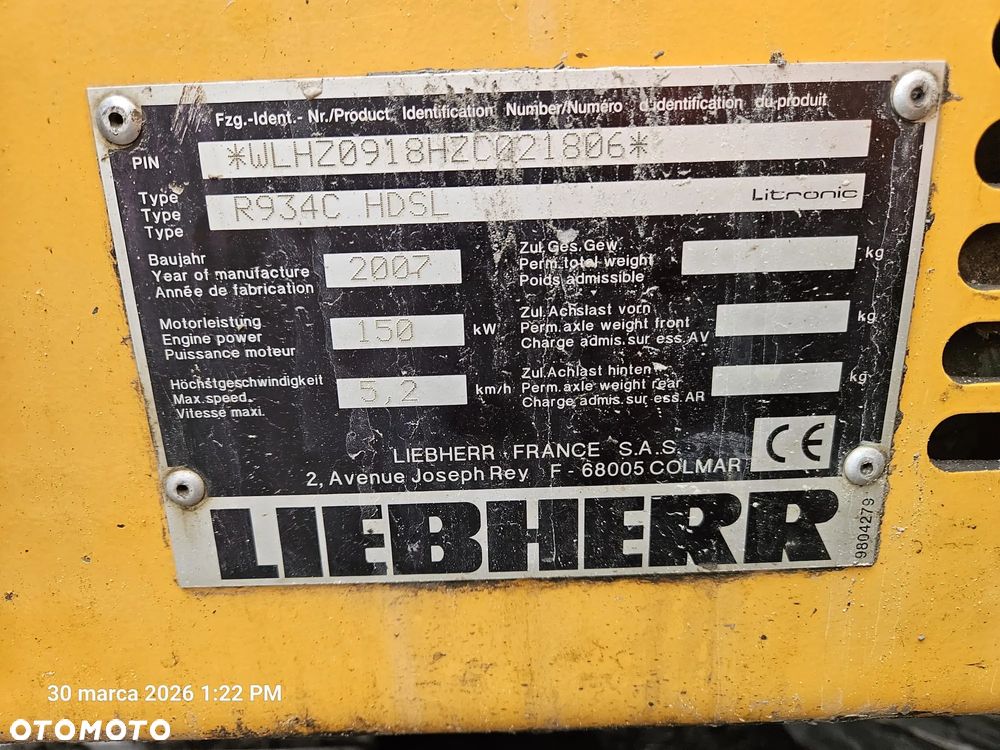 Fzg.-Ident.- Nr./Product Identification Number/Numéro d'identification du produit
PIN *WLHZ0918HZC021806*
Type
Type
Type
R934C HDSL Litronic
Baujahr
Year of manufacture
Année de fabrication
2007
Zul.Ges.Gew
Perm.total weight
Poids admissible
kg
Motorleistung
Engine power
Puissance moteur
150 kW
Zul.Achslast vorn
Perm.axle weight front
Charge admis.sur ess.AV
kg
Höchstgeschwindigkeit
Max.speed.
Vitesse maxi.
5,2 km/h
Zul.Achlast hinten
Perm.axle weight rear
Charge admis.sur ess.AR
kg
LIEBHERR - FRANCE S.A.S.
2, Avenue Joseph Rey F - 68005 COLMAR
CE
LIEBHERR
9804279
30 marca 2026 1:22 PM
OTOMOTO